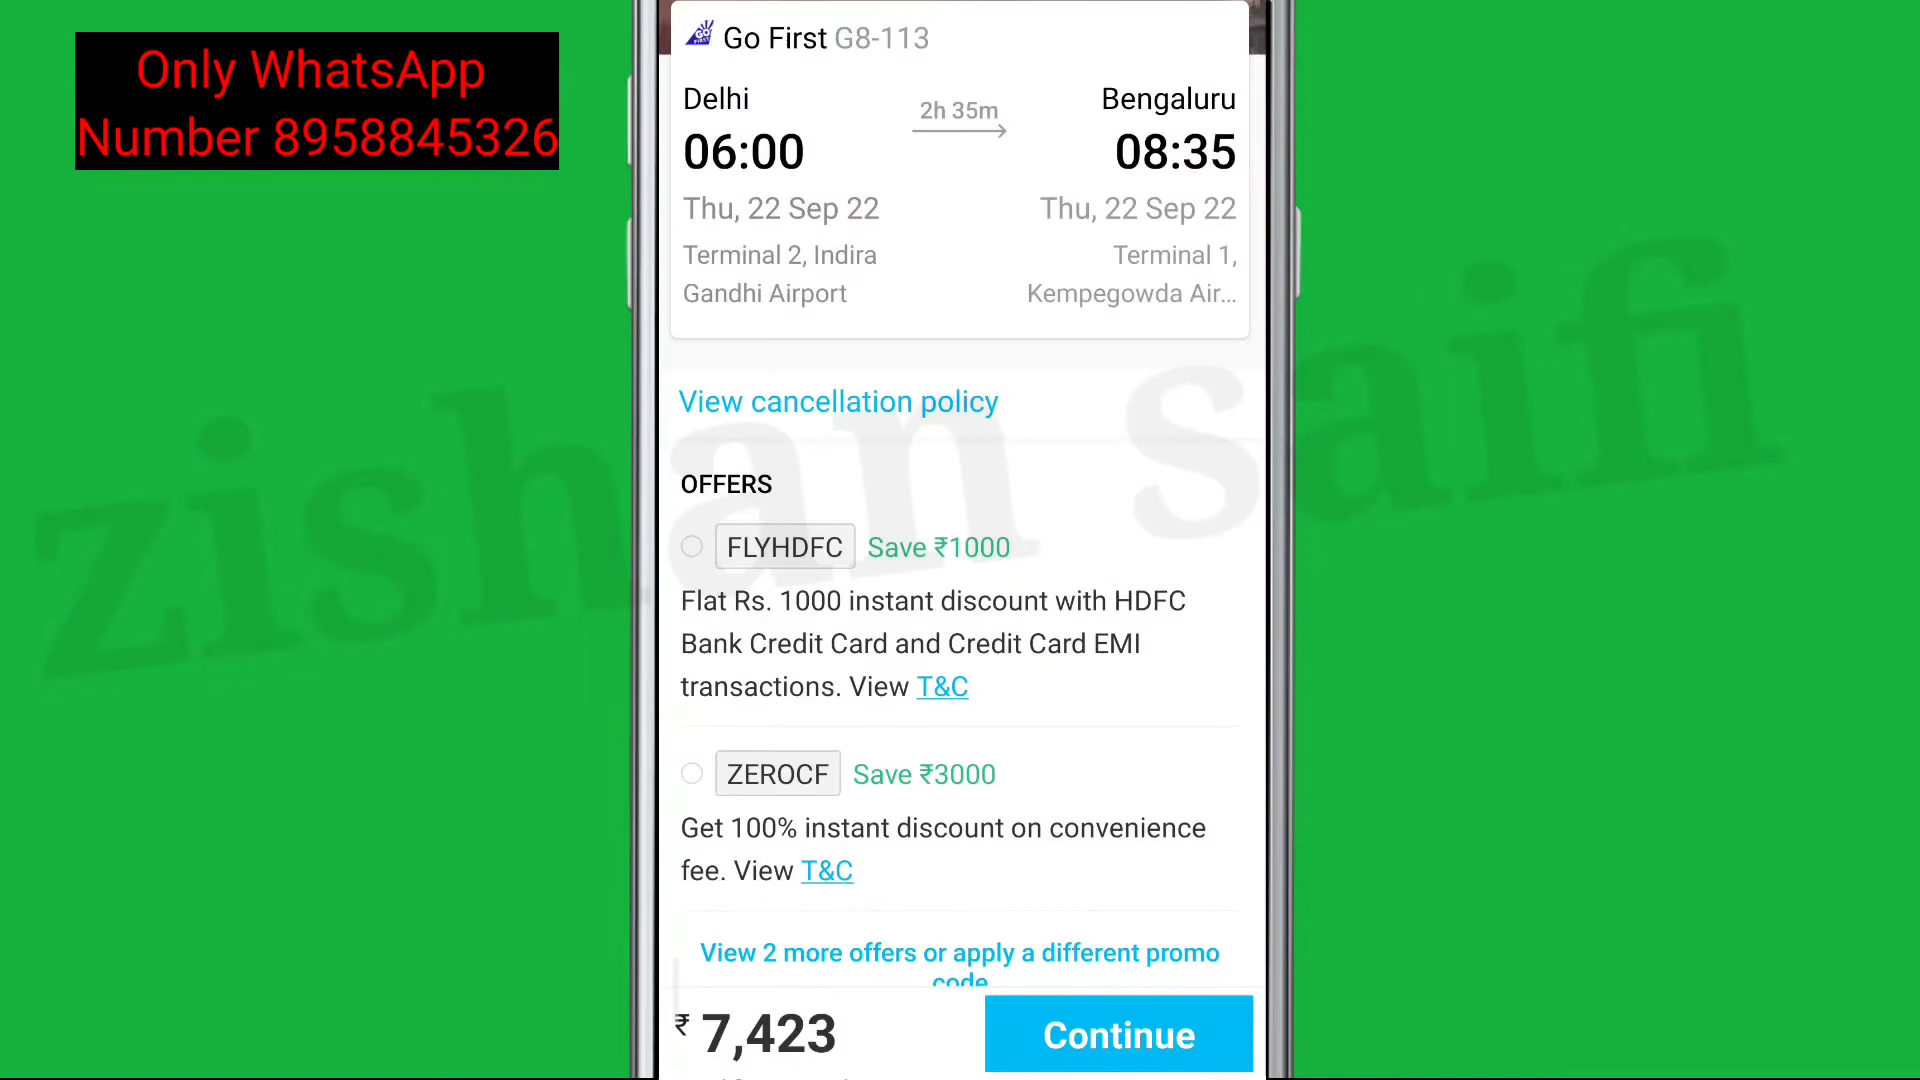 Only WhatsApp
Number 8958845326
GO FIRST
Go First G8-113
Delhi
2h 35m
Bengaluru
06:00
08:35
Thu, 22 Sep 22
Thu, 22 Sep 22
Terminal 2, Indira
Gandhi Airport
Terminal 1,
Kempegowda Air...
View cancellation policy
OFFERS
FLYHDFC Save ₹1000
Flat Rs. 1000 instant discount with HDFC
Bank Credit Card and Credit Card EMI
transactions. View T&C
ZEROCF Save ₹3000
Get 100% instant discount on convenience
fee. View T&C
View 2 more offers or apply a different promo
code
₹ 7,423
Continue
zishan saifi